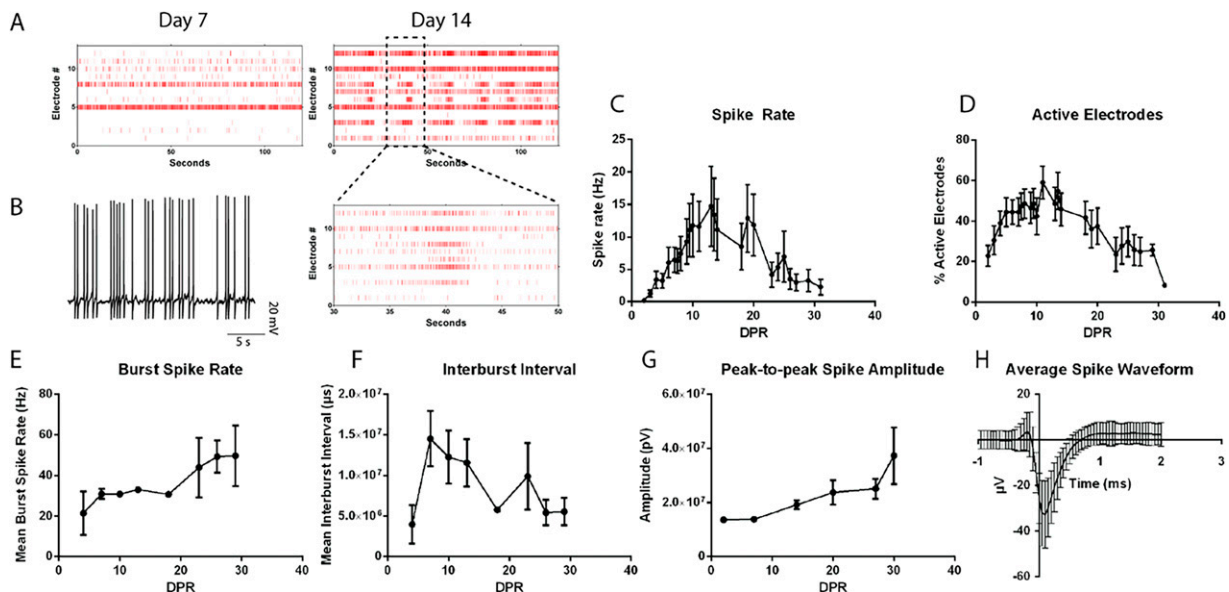 A
Day 7
Day 14
Electrode #
10
5
0
0
50
100
Seconds
Electrode #
10
5
0
0
50
100
Seconds
B
20 mV
5 s
Electrode #
10
5
0
30
35
40
45
50
Seconds
C
Spike Rate
Spike rate (Hz)
25
20
15
10
5
0
0
10
20
30
40
DPR
D
Active Electrodes
% Active Electrodes
80
60
40
20
0
0
10
20
30
40
DPR
E
Burst Spike Rate
Mean Burst Spike Rate (Hz)
80
60
40
20
0
0
10
20
30
40
DPR
F
Interburst Interval
Mean Interburst Interval (µs)
2.0×10⁷
1.5×10⁷
1.0×10⁷
5.0×10⁶
0
0
10
20
30
40
DPR
G
Peak-to-peak Spike Amplitude
Amplitude (pV)
6.0×10⁷
4.0×10⁷
2.0×10⁷
0
0
10
20
30
40
DPR
H
Average Spike Waveform
20
-1
1
2
3
µV
Time (ms)
-20
-40
-60